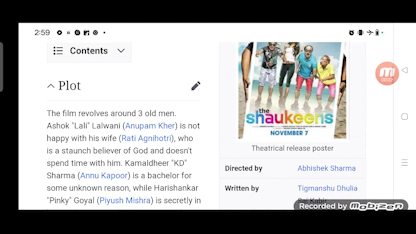 2:59
Contents
Plot
The film revolves around 3 old men.
Ashok "Lali" Lalwani (Anupam Kher) is not
happy with his wife (Rati Agnihotri), who
is a staunch believer of God and doesn't
spend time with him. Kamaldheer "KD"
Sharma (Annu Kapoor) is a bachelor for
some unknown reason, while Harishankar
"Pinky" Goyal (Piyush Mishra) is secretly in
the
shaukeens
NOVEMBER 7
Theatrical release poster
Directed by Abhishek Sharma
Written by Tigmanshu Dhulia
Recorded by MOBIZEN